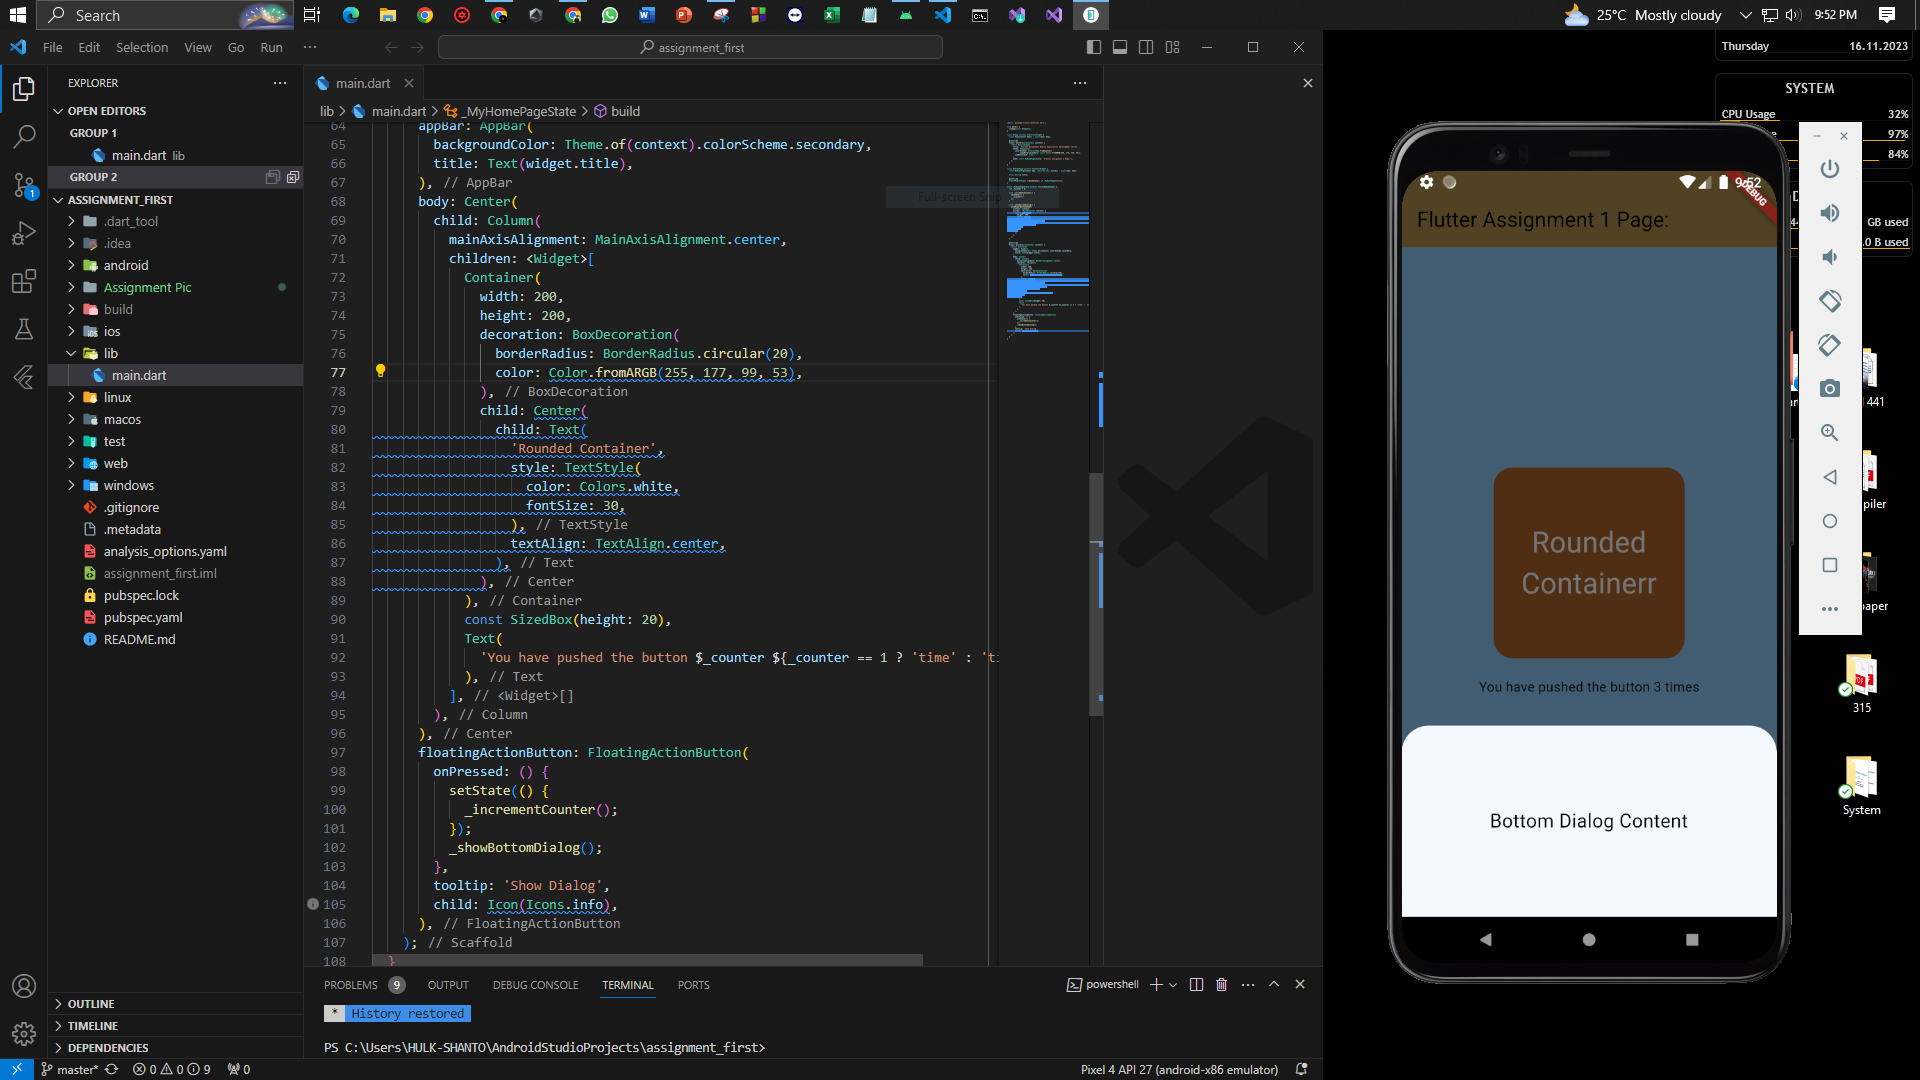 Search
25°C Mostly cloudy
9:52 PM
File Edit Selection View Go Run ···
assignment_first
EXPLORER
OPEN EDITORS
GROUP 1
main.dart lib
GROUP 2
ASSIGNMENT_FIRST
.dart_tool
.idea
android
Assignment Pic
build
ios
lib
main.dart
linux
macos
test
web
windows
.gitignore
.metadata
analysis_options.yaml
assignment_first.iml
pubspec.lock
pubspec.yaml
README.md
OUTLINE
TIMELINE
DEPENDENCIES
1
main.dart
lib > main.dart > _MyHomePageState > build
64 appBar: AppBar(
65 backgroundColor: Theme.of(context).colorScheme.secondary,
66 title: Text(widget.title),
67 ), // AppBar
68 body: Center(
69 child: Column(
70 mainAxisAlignment: MainAxisAlignment.center,
71 children: <Widget>[
72 Container(
73 width: 200,
74 height: 200,
75 decoration: BoxDecoration(
76 borderRadius: BorderRadius.circular(20),
77 color: Color.fromARGB(255, 177, 99, 53),
78 ), // BoxDecoration
79 child: Center(
80 child: Text(
81 'Rounded Container',
82 style: TextStyle(
83 color: Colors.white,
84 fontSize: 30,
85 ), // TextStyle
86 textAlign: TextAlign.center,
87 ), // Text
88 ), // Center
89 ), // Container
90 const SizedBox(height: 20),
91 Text(
92 'You have pushed the button $_counter ${_counter == 1 ? 'time' : 'ti
93 ), // Text
94 ], // <Widget>[]
95 ), // Column
96 ), // Center
97 floatingActionButton: FloatingActionButton(
98 onPressed: () {
99 setState(() {
100 _incrementCounter();
101 });
102 _showBottomDialog();
103 },
104 tooltip: 'Show Dialog',
105 child: Icon(Icons.info),
106 ), // FloatingActionButton
107 ); // Scaffold
108 }
Full-screen Snip
PROBLEMS 9 OUTPUT DEBUG CONSOLE TERMINAL PORTS
powershell
* History restored
PS C:\Users\HULK-SHANTO\AndroidStudioProjects\assignment_first>
master* 0 0 9 0
Pixel 4 API 27 (android-x86 emulator)
Thursday 16.11.2023
SYSTEM
CPU Usage 32%
97%
84%
GB used
.0 B used
9:52
DEBUG
Flutter Assignment 1 Page:
Rounded
Containerr
You have pushed the button 3 times
Bottom Dialog Content
441
315
System